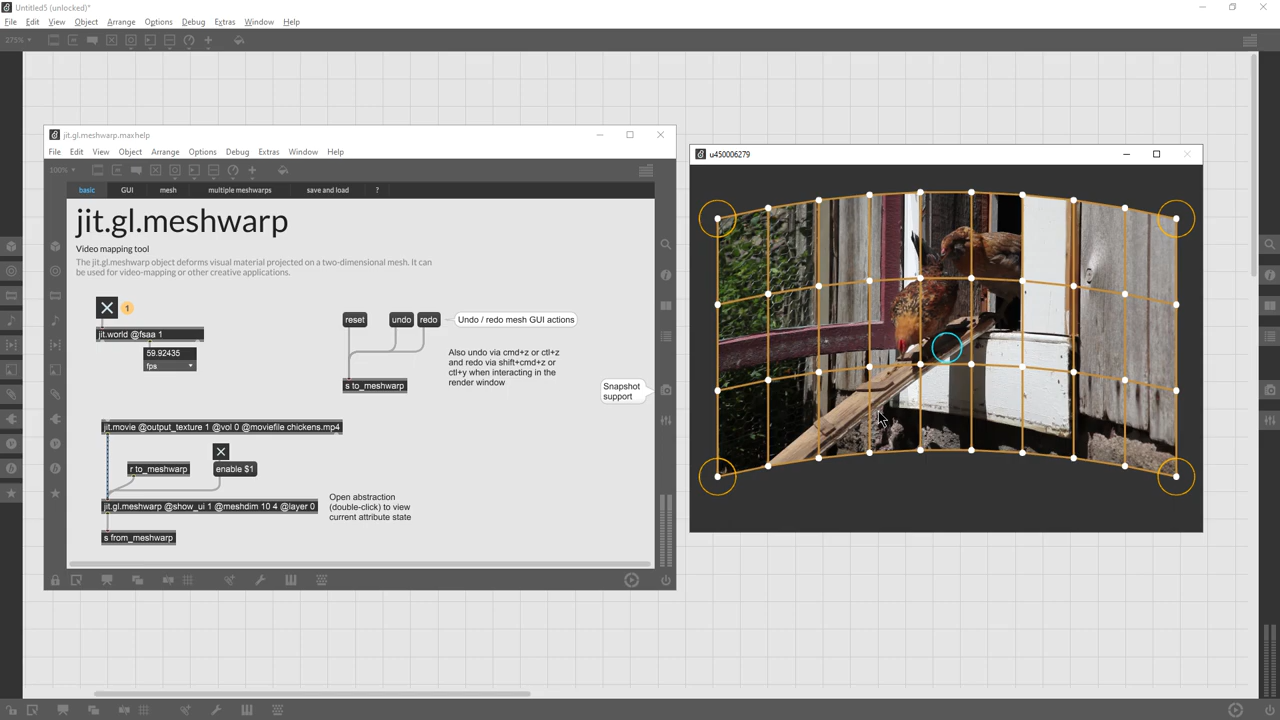 Untitled5 (unlocked)*
File Edit View Object Arrange Options Debug Extras Window Help
275%
jit.gl.meshwarp.maxhelp
File Edit View Object Arrange Options Debug Extras Window Help
100%
basic GUI mesh multiple meshwarps save and load ?
jit.gl.meshwarp
Video mapping tool
The jit.gl.meshwarp object deforms visual material projected on a two-dimensional mesh. It can
be used for video-mapping or other creative applications.
1
jit.world @fsaa 1
59.92435
fps
reset undo redo Undo / redo mesh GUI actions
Also undo via cmd+z or ctl+z
and redo via shift+cmd+z or
ctl+y when interacting in the
render window
s to_meshwarp
Snapshot
support
jit.movie @output_texture 1 @vol 0 @moviefile chickens.mp4
r to_meshwarp enable $1
jit.gl.meshwarp @show_ui 1 @meshdim 10 4 @layer 0
Open abstraction
(double-click) to view
current attribute state
s from_meshwarp
u450006279